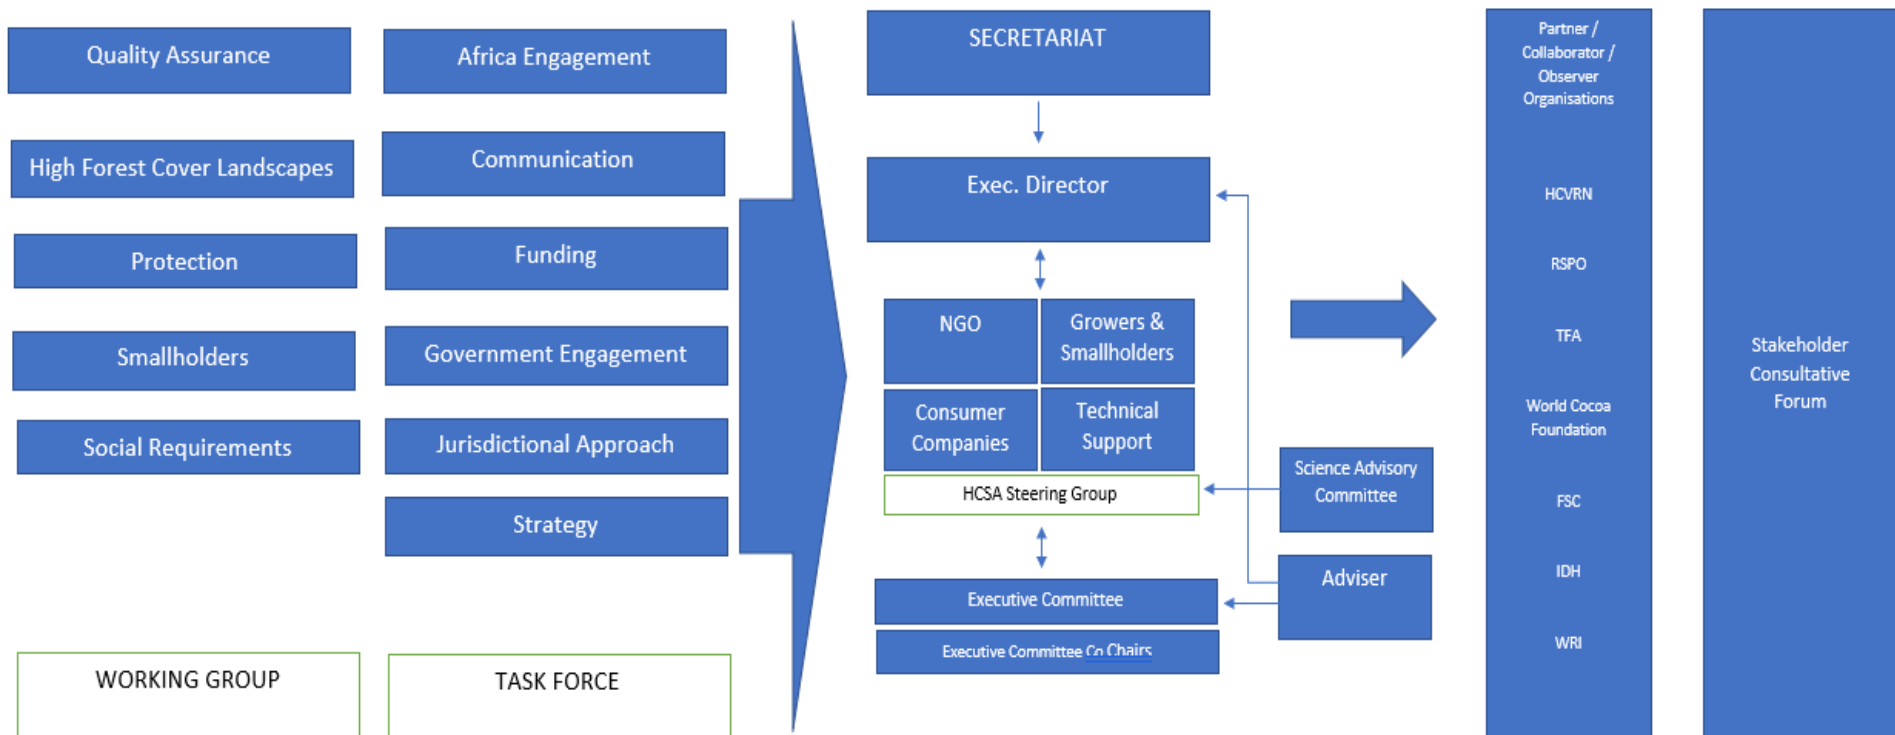 Quality Assurance
High Forest Cover Landscapes
Protection
Smallholders
Social Requirements
WORKING GROUP
Africa Engagement
Communication
Funding
Government Engagement
Jurisdictional Approach
Strategy
TASK FORCE
SECRETARIAT
Exec. Director
NGO
Growers &
Smallholders
Consumer
Companies
Technical
Support
HCSA Steering Group
Executive Committee
Executive Committee Co Chairs
Science Advisory
Committee
Adviser
Partner /
Collaborator /
Observer
Organisations
HCVRN
RSPO
TFA
World Cocoa
Foundation
FSC
IDH
WRI
Stakeholder
Consultative
Forum